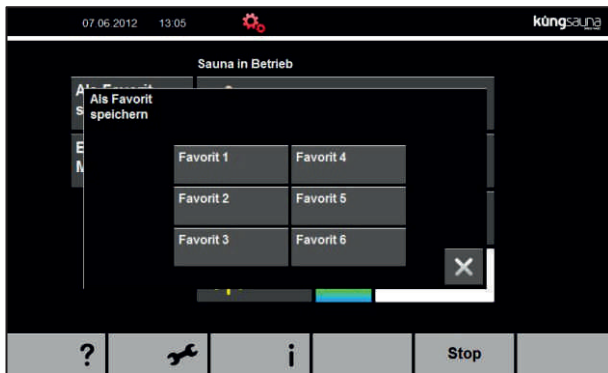 07 06 2012 13:05
küngsauna
Sauna in Betrieb
Als Favorit
speichern
Favorit 1 Favorit 4
Favorit 2 Favorit 5
Favorit 3 Favorit 6
? i Stop